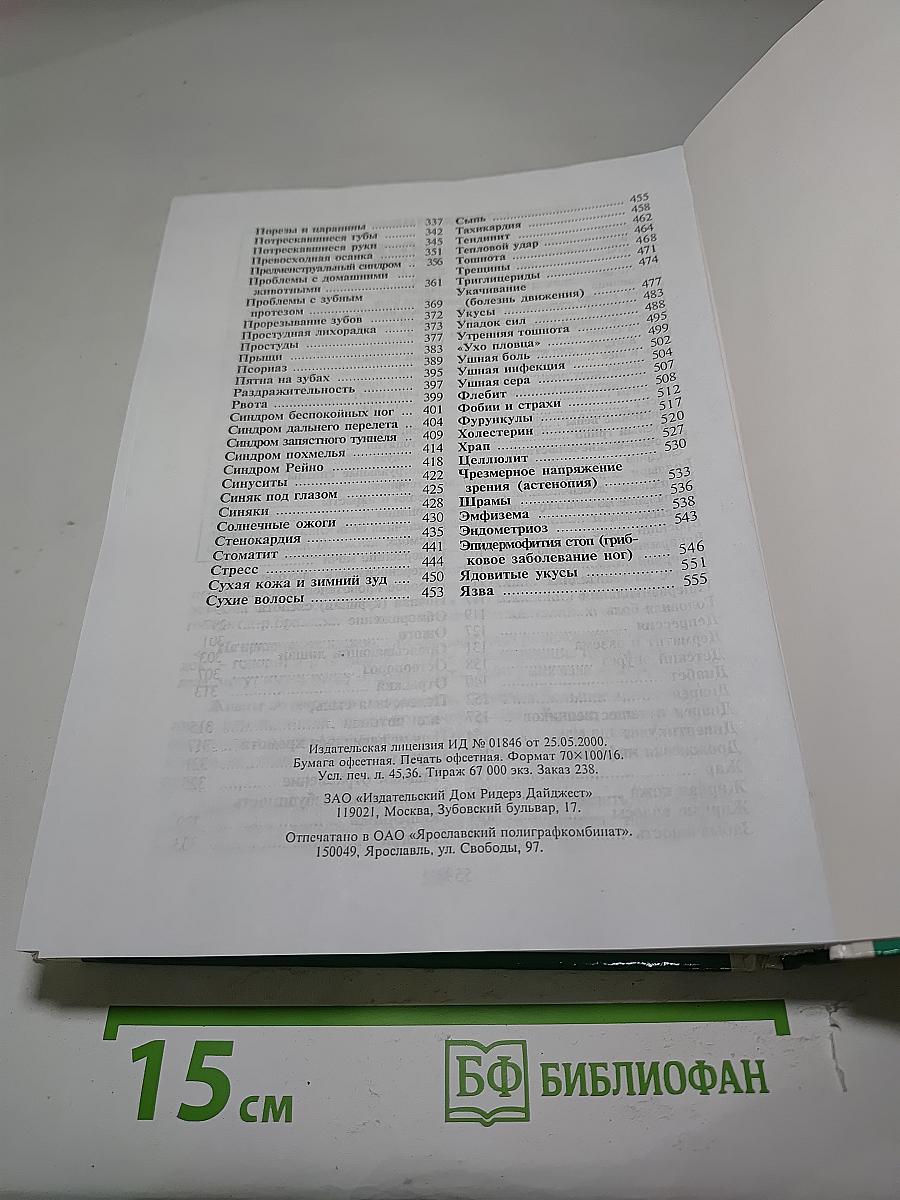 Порезы и царапины ........ 337
Потрескавшиеся губы ....... 342
Потрескавшиеся руки ....... 345
Превосходная осанка ....... 351
Предменструальный синдром .. 356
Проблемы с домашними
животными ................ 361
Проблемы с зубным
протезом ................. 369
Прорезывание зубов ........ 372
Простудная лихорадка ...... 373
Простуды .................. 377
Прыщи ..................... 383
Псориаз ................... 389
Пятна на зубах ............ 395
Раздражительность ......... 397
Рвота ..................... 399
Синдром беспокойных ног ... 401
Синдром дальнего перелета .. 404
Синдром запястного туннеля .. 409
Синдром похмелья .......... 414
Синдром Рейно ............. 418
Синуситы .................. 422
Синяк под глазом .......... 425
Синяки .................... 428
Солнечные ожоги ........... 430
Стенокардия ............... 435
Стоматит .................. 441
Стресс .................... 444
Сухая кожа и зимний зуд .... 450
Сухие волосы .............. 453
Сыпь ...................... 455
Тахикардия ................ 458
Тендинит .................. 462
Тепловой удар ............. 464
Тошнота ................... 468
Трещины ................... 471
Триглицериды .............. 474
Укачивание
(болезнь движения) ........ 477
Укусы ..................... 483
Упадок сил ................ 488
Утренняя тошнота .......... 495
«Ухо пловца» .............. 499
Ушная боль ................ 502
Ушная инфекция ............ 504
Ушная сера ................ 507
Флебит .................... 508
Фобии и страхи ............ 512
Фурункулы ................. 517
Холестерин ................ 520
Храп ...................... 527
Целлюлит .................. 530
Чрезмерное напряжение
зрения (астенопия) ........ 533
Шрамы ..................... 536
Эмфизема .................. 538
Эндометриоз ............... 543
Эпидермофития стоп (гриб-
ковое заболевание ног) ...... 546
Ядовитые укусы ............ 551
Язва ...................... 555
Издательская лицензия ИД № 01846 от 25.05.2000.
Бумага офсетная. Печать офсетная. Формат 70×100/16.
Усл. печ. л. 45,36. Тираж 67 000 экз. Заказ 238.
ЗАО «Издательский Дом Ридерз Дайджест»
119021, Москва, Зубовский бульвар, 17.
Отпечатано в ОАО «Ярославский полиграфкомбинат».
150049, Ярославль, ул. Свободы, 97.
15 см
БФ БИБЛИОФАН